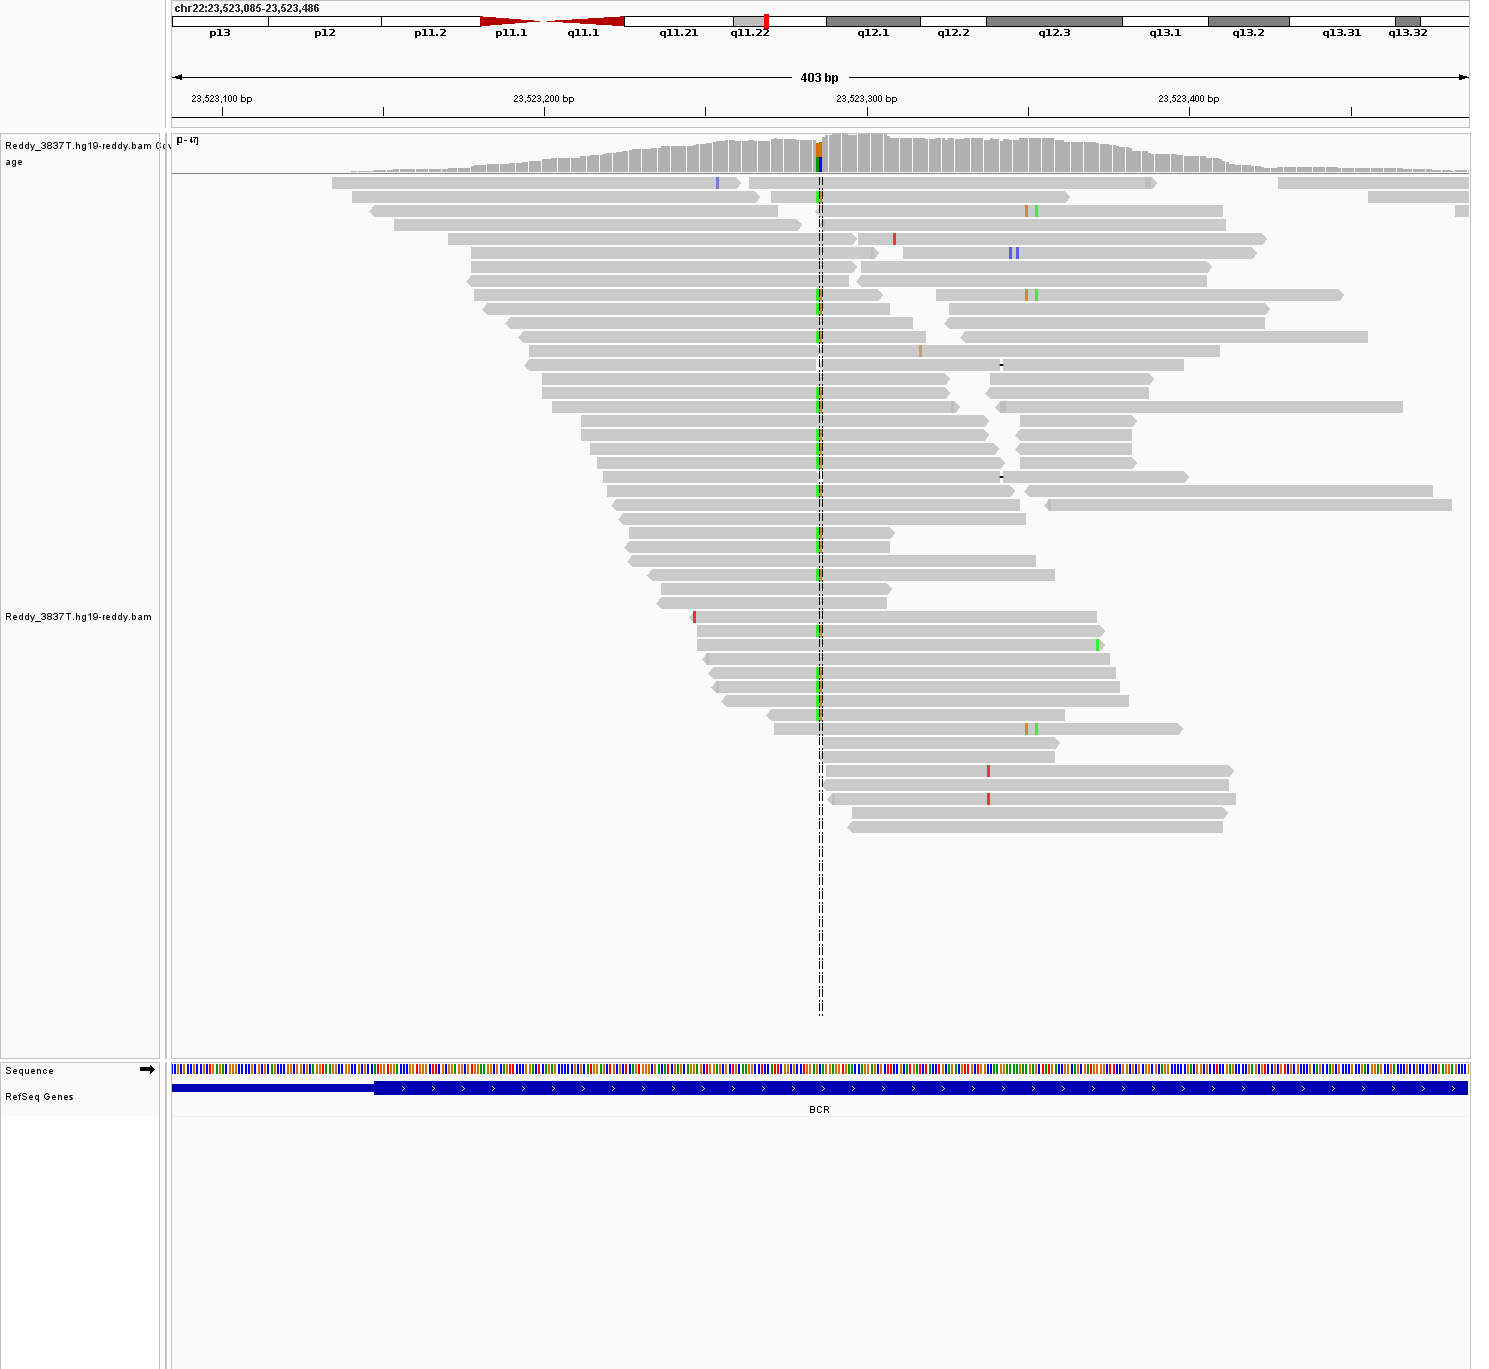 chr22:23,523,085-23,523,486
p13 p12 p11.2 p11.1 q11.1 q11.21 q11.22 q12.1 q12.2 q12.3 q13.1 q13.2 q13.31 q13.32
403 bp
23,523,100 bp 23,523,200 bp 23,523,300 bp 23,523,400 bp
Reddy_3837T.hg19-reddy.bam Cov
age
[0 - 47]
Reddy_3837T.hg19-reddy.bam
Sequence
RefSeq Genes
BCR